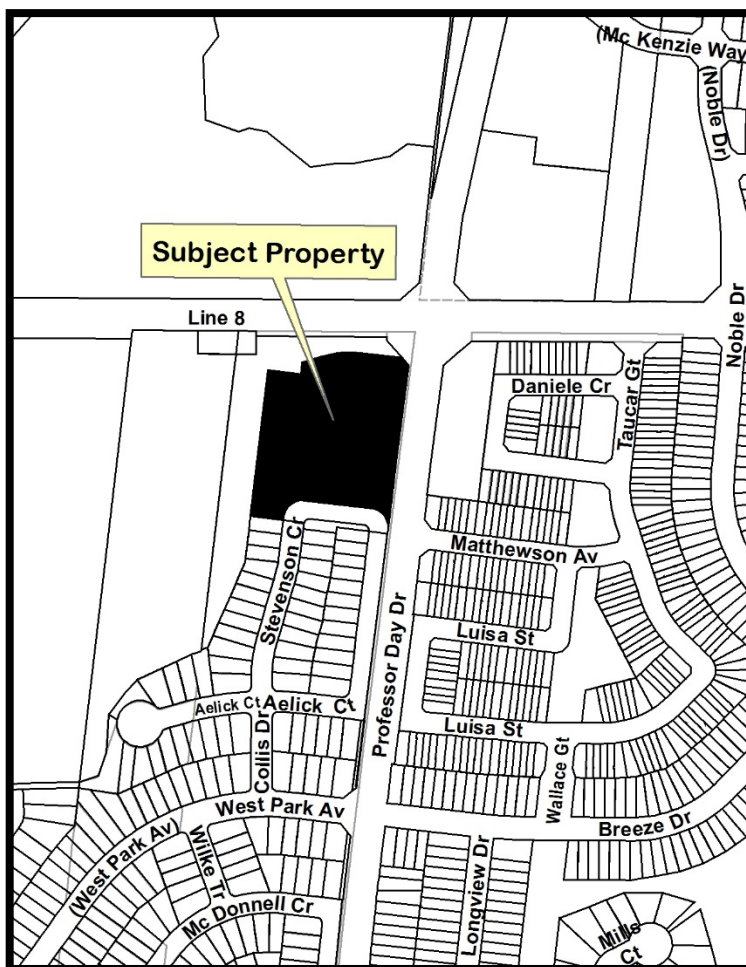 (Mc Kenzie Way
(Noble Dr)
Subject Property
Line 8
Noble Dr
Daniele Cr
Taucar Gt
Stevenson Cr
Matthewson Av
Luisa St
Professor Day Dr
Aelick Ct
Aelick Ct
Collis Dr
Luisa St
Wallace Gt
West Park Av
Breeze Dr
(West Park Av)
Wilke Tr
Longview Dr
Mc Donnell Cr
Mills
Ct